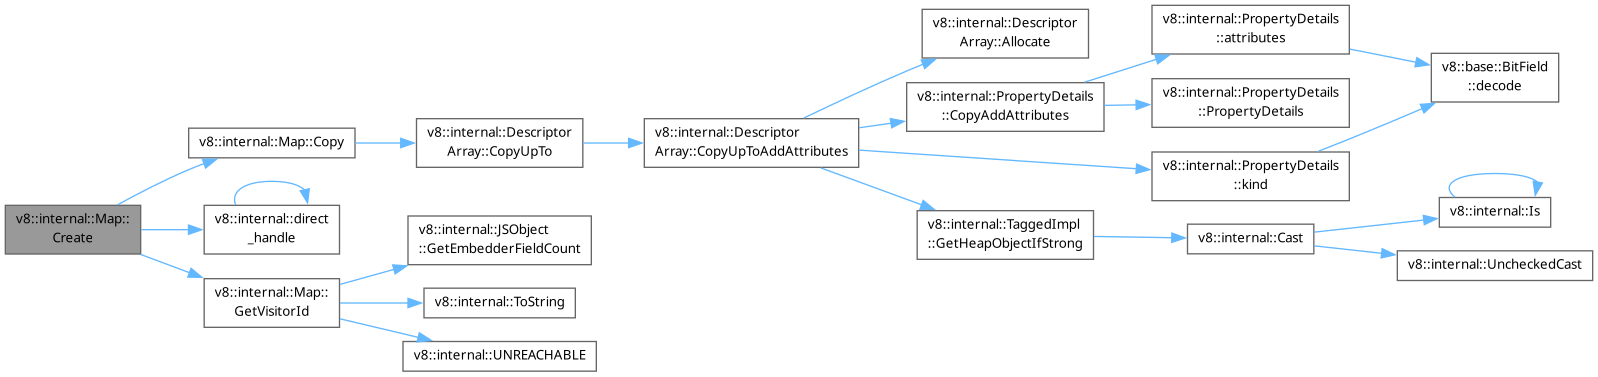 v8::internal::Map::
Create
v8::internal::Map::Copy
v8::internal::direct
_handle
v8::internal::Map::
GetVisitorId
v8::internal::Descriptor
Array::CopyUpTo
v8::internal::JSObject
::GetEmbedderFieldCount
v8::internal::ToString
v8::internal::UNREACHABLE
v8::internal::Descriptor
Array::CopyUpToAddAttributes
v8::internal::Descriptor
Array::Allocate
v8::internal::PropertyDetails
::CopyAddAttributes
v8::internal::TaggedImpl
::GetHeapObjectIfStrong
v8::internal::PropertyDetails
::attributes
v8::internal::PropertyDetails
::PropertyDetails
v8::internal::PropertyDetails
::kind
v8::internal::Cast
v8::base::BitField
::decode
v8::internal::Is
v8::internal::UncheckedCast